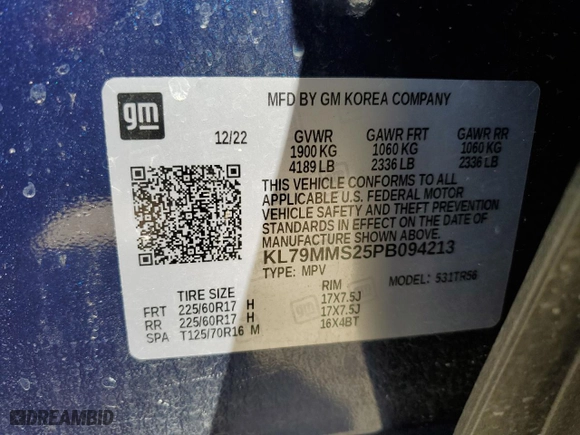 gm
MFD BY GM KOREA COMPANY
12/22
GVWR GAWR FRT GAWR RR
1900 KG 1060 KG 1060 KG
4189 LB 2336 LB 2336 LB
THIS VEHICLE CONFORMS TO ALL
APPLICABLE U.S. FEDERAL MOTOR
VEHICLE SAFETY AND THEFT PREVENTION
STANDARDS IN EFFECT ON THE DATE OF
MANUFACTURE SHOWN ABOVE.
KL79MMS25PB094213
TYPE: MPV MODEL: 531TR56
TIRE SIZE RIM
FRT 225/60R17 H 17X7.5J
RR 225/60R17 H 17X7.5J
SPA T125/70R16 M 16X4BT
DREAMBID